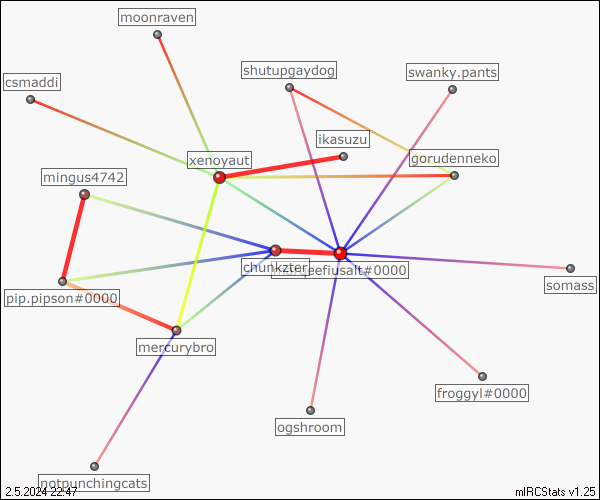 moonraven
shutupgaydog
swanky.pants
csmaddi
ikasuzu
xenoyaut
gorudenneko
mingus4742
chunkzter
eefiusalt#0000
somass
pip.pipson#0000
mercurybro
froggyl#0000
ogshroom
notpunchingcats
2.5.2024 22:47
mIRCStats v1.25